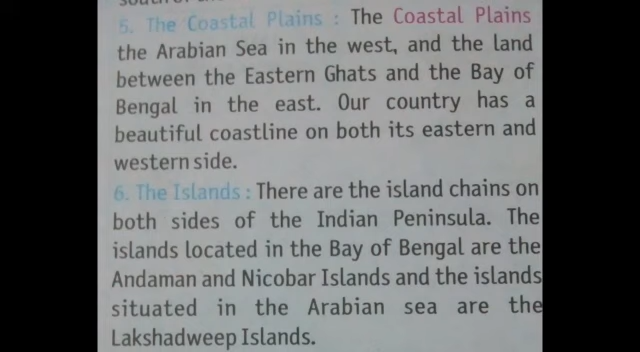 5. The Coastal Plains : The Coastal Plains
the Arabian Sea in the west, and the land
between the Eastern Ghats and the Bay of
Bengal in the east. Our country has a
beautiful coastline on both its eastern and
western side.
6. The Islands : There are the island chains on
both sides of the Indian Peninsula. The
islands located in the Bay of Bengal are the
Andaman and Nicobar Islands and the islands
situated in the Arabian sea are the
Lakshadweep Islands.